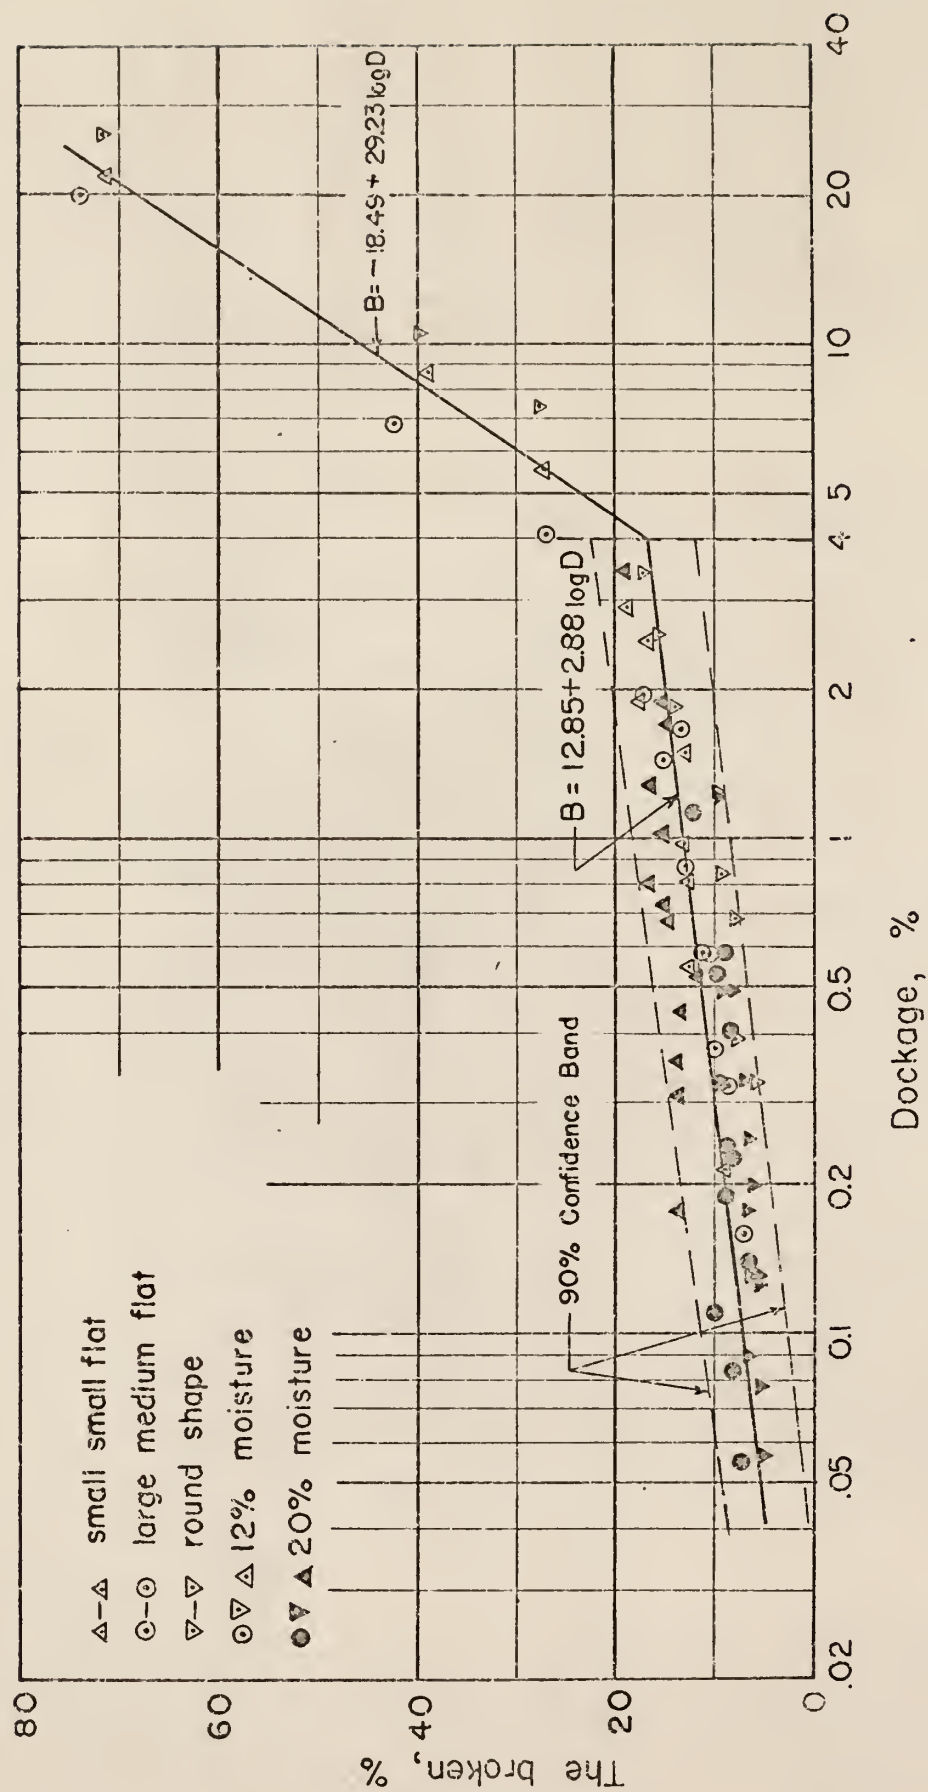 80
60
40
20
0
The broken, %
small small flat
large medium flat
round shape
12% moisture
20% moisture
90% Confidence Band
B = 12.85 + 2.88 log D
B = -18.49 + 29.23 log D
.02
.05
0.1
0.2
0.5
1
2
4
5
10
20
40
Dockage, %